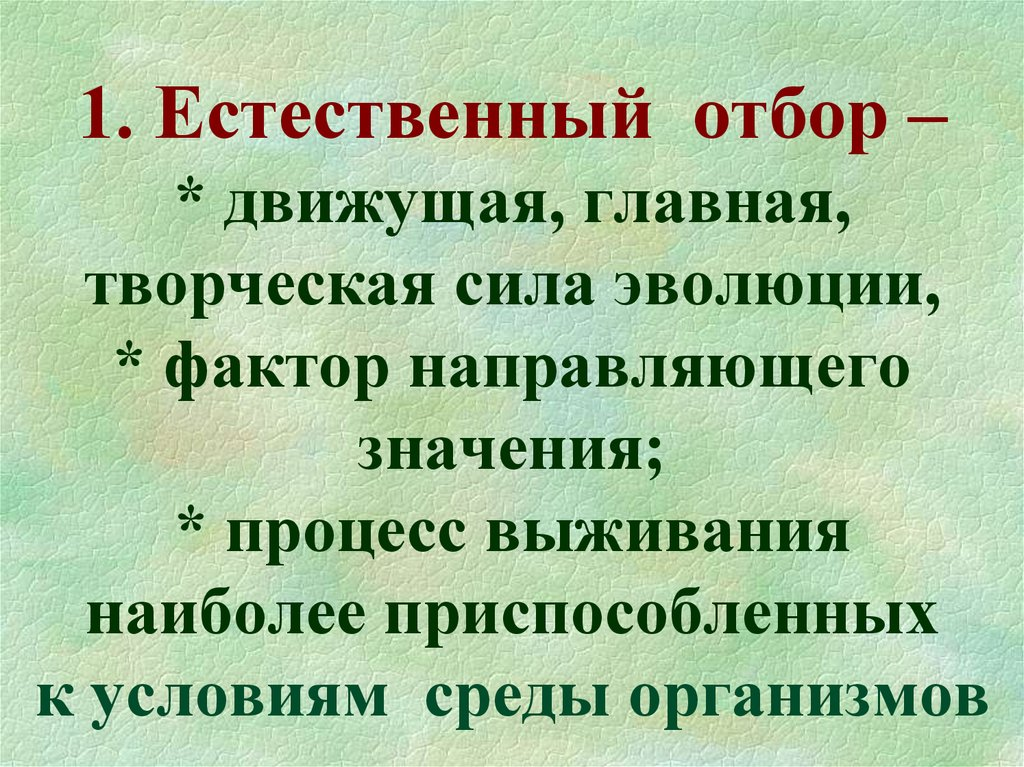 1. Естественный отбор –
* движущая, главная,
творческая сила эволюции,
* фактор направляющего
значения;
* процесс выживания
наиболее приспособленных
к условиям среды организмов